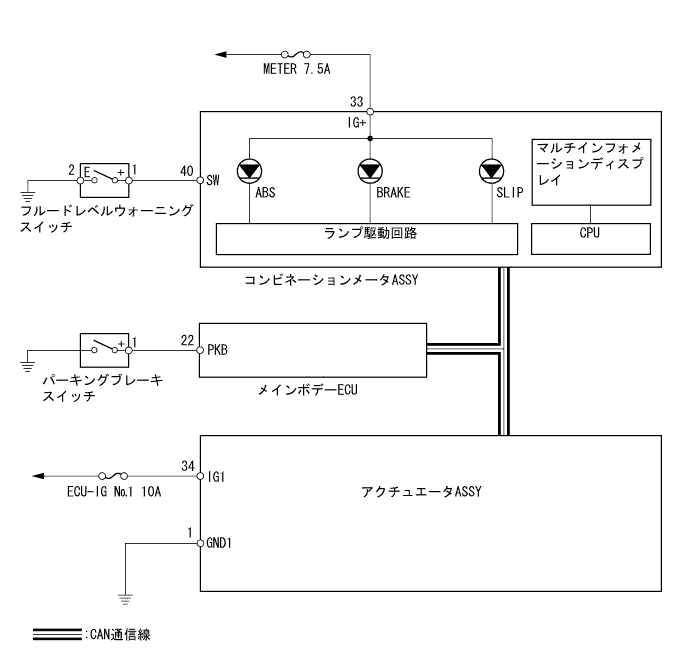 METER 7.5A
33
IG+
マルチインフォメ
ーションディスプ
レイ
2
E
+
1
40
SW
ABS
BRAKE
SLIP
フルードレベルウォーニング
スイッチ
ランプ駆動回路
CPU
コンビネーションメータASSY
+
1
22
PKB
パーキングブレーキ
スイッチ
メインボデーECU
34
IG1
ECU-IG No.1 10A
アクチュエータASSY
1
GND1
:CAN通信線